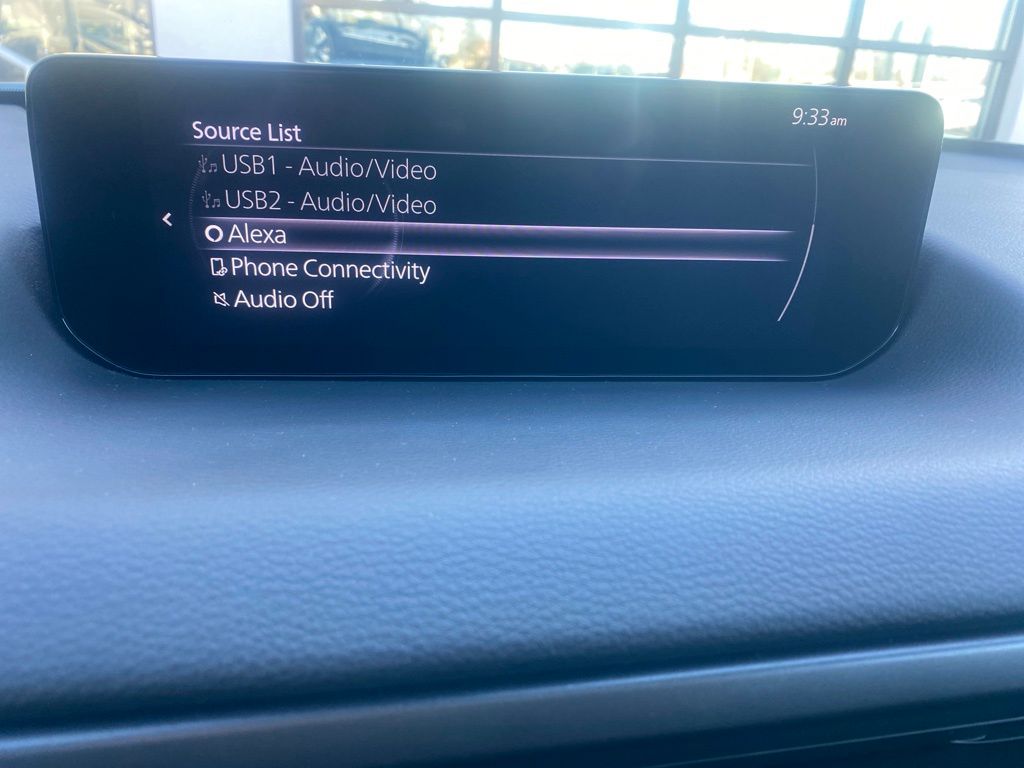 9:33am
Source List
USB1 - Audio/Video
USB2 - Audio/Video
Alexa
Phone Connectivity
Audio Off